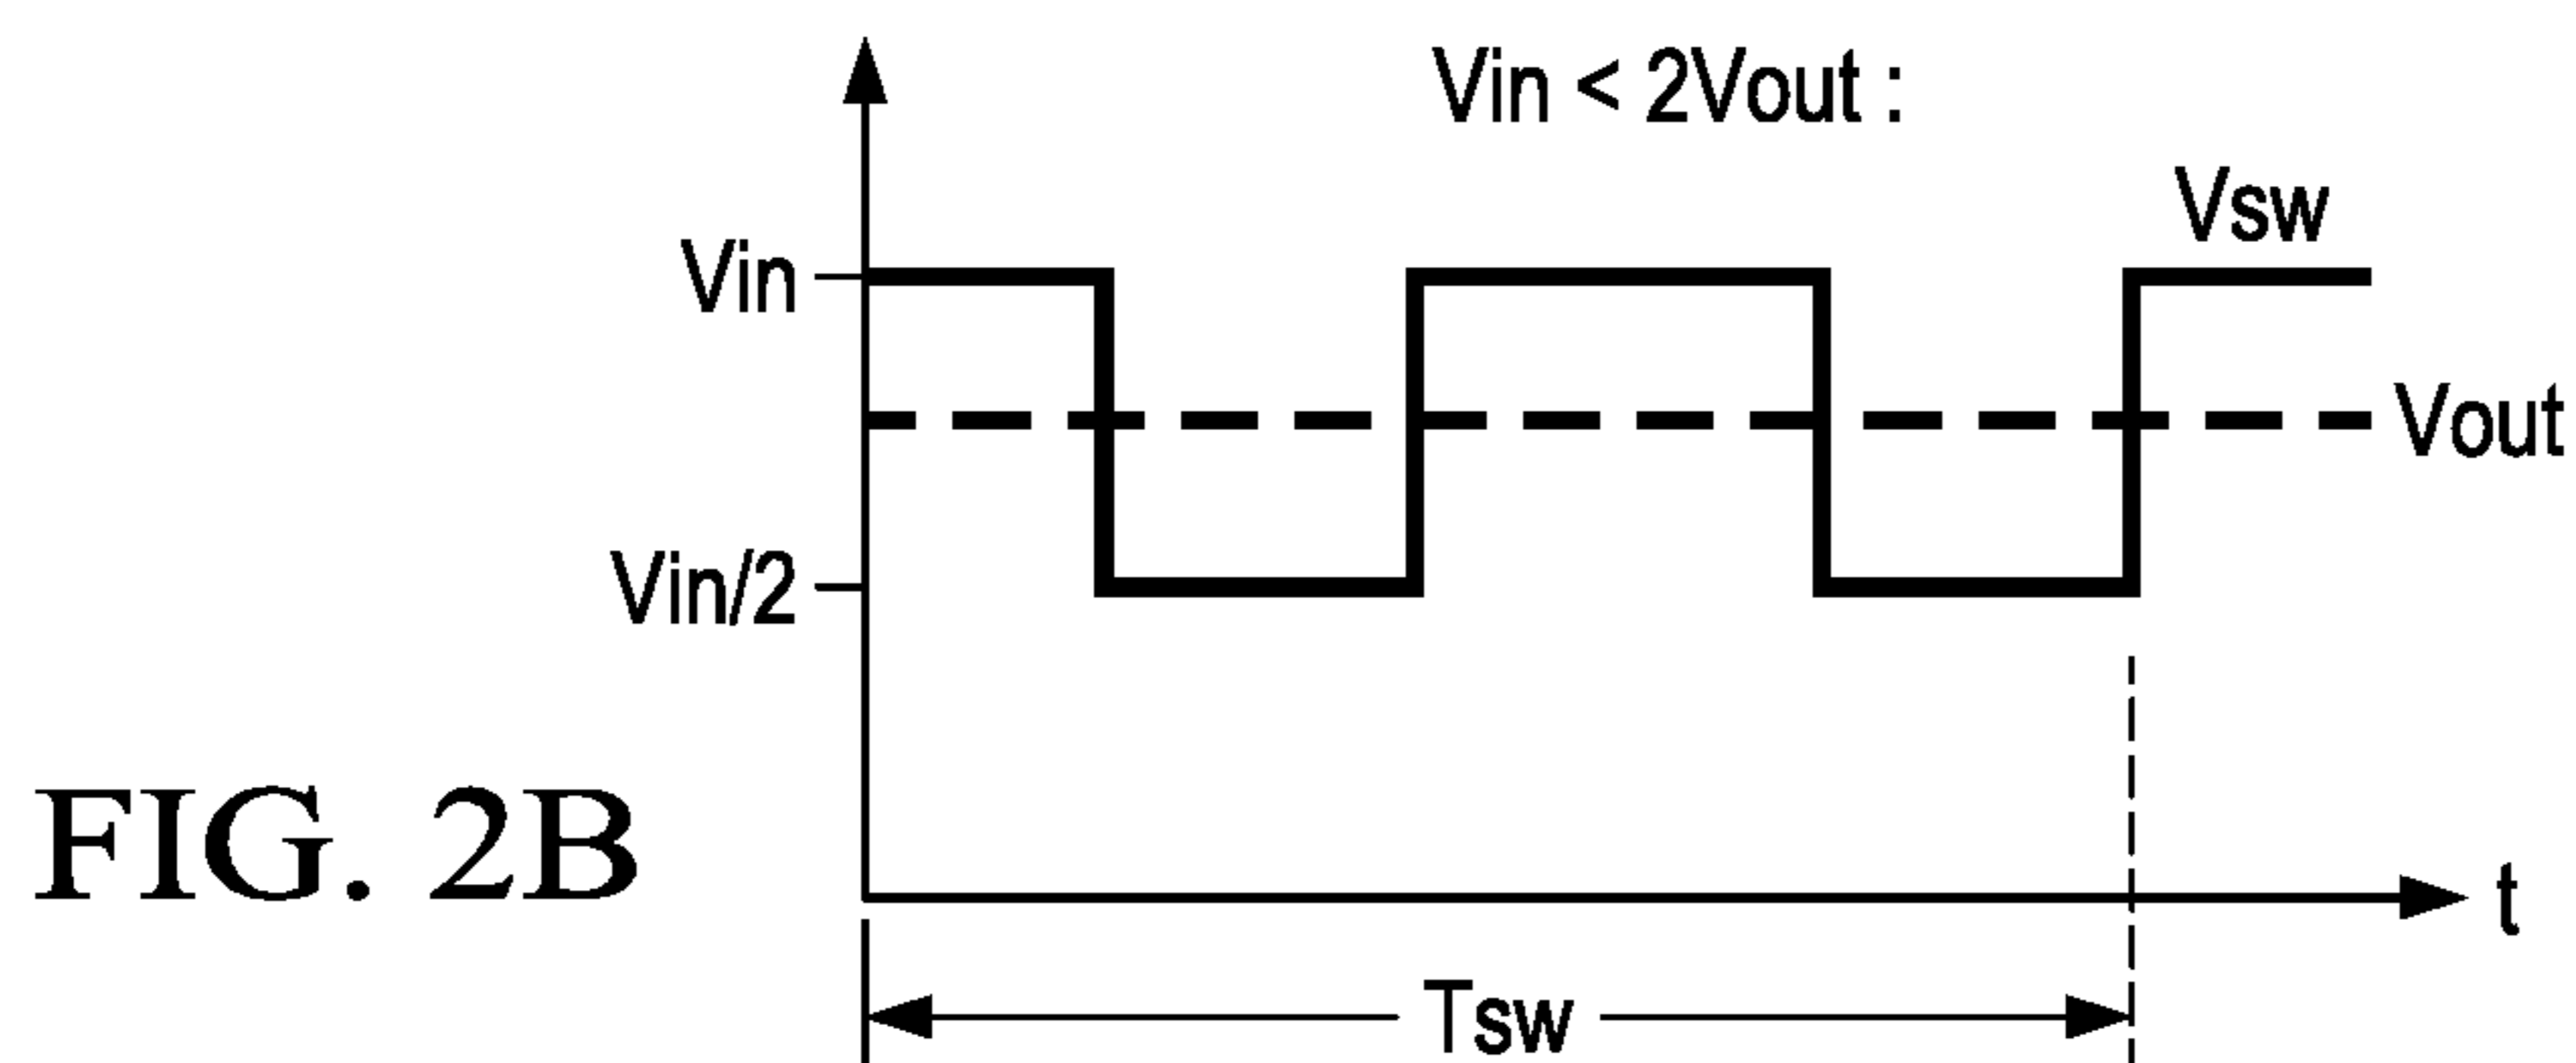 Vin < 2Vout :
Vsw
Vin
Vout
Vin/2
FIG. 2B
t
Tsw